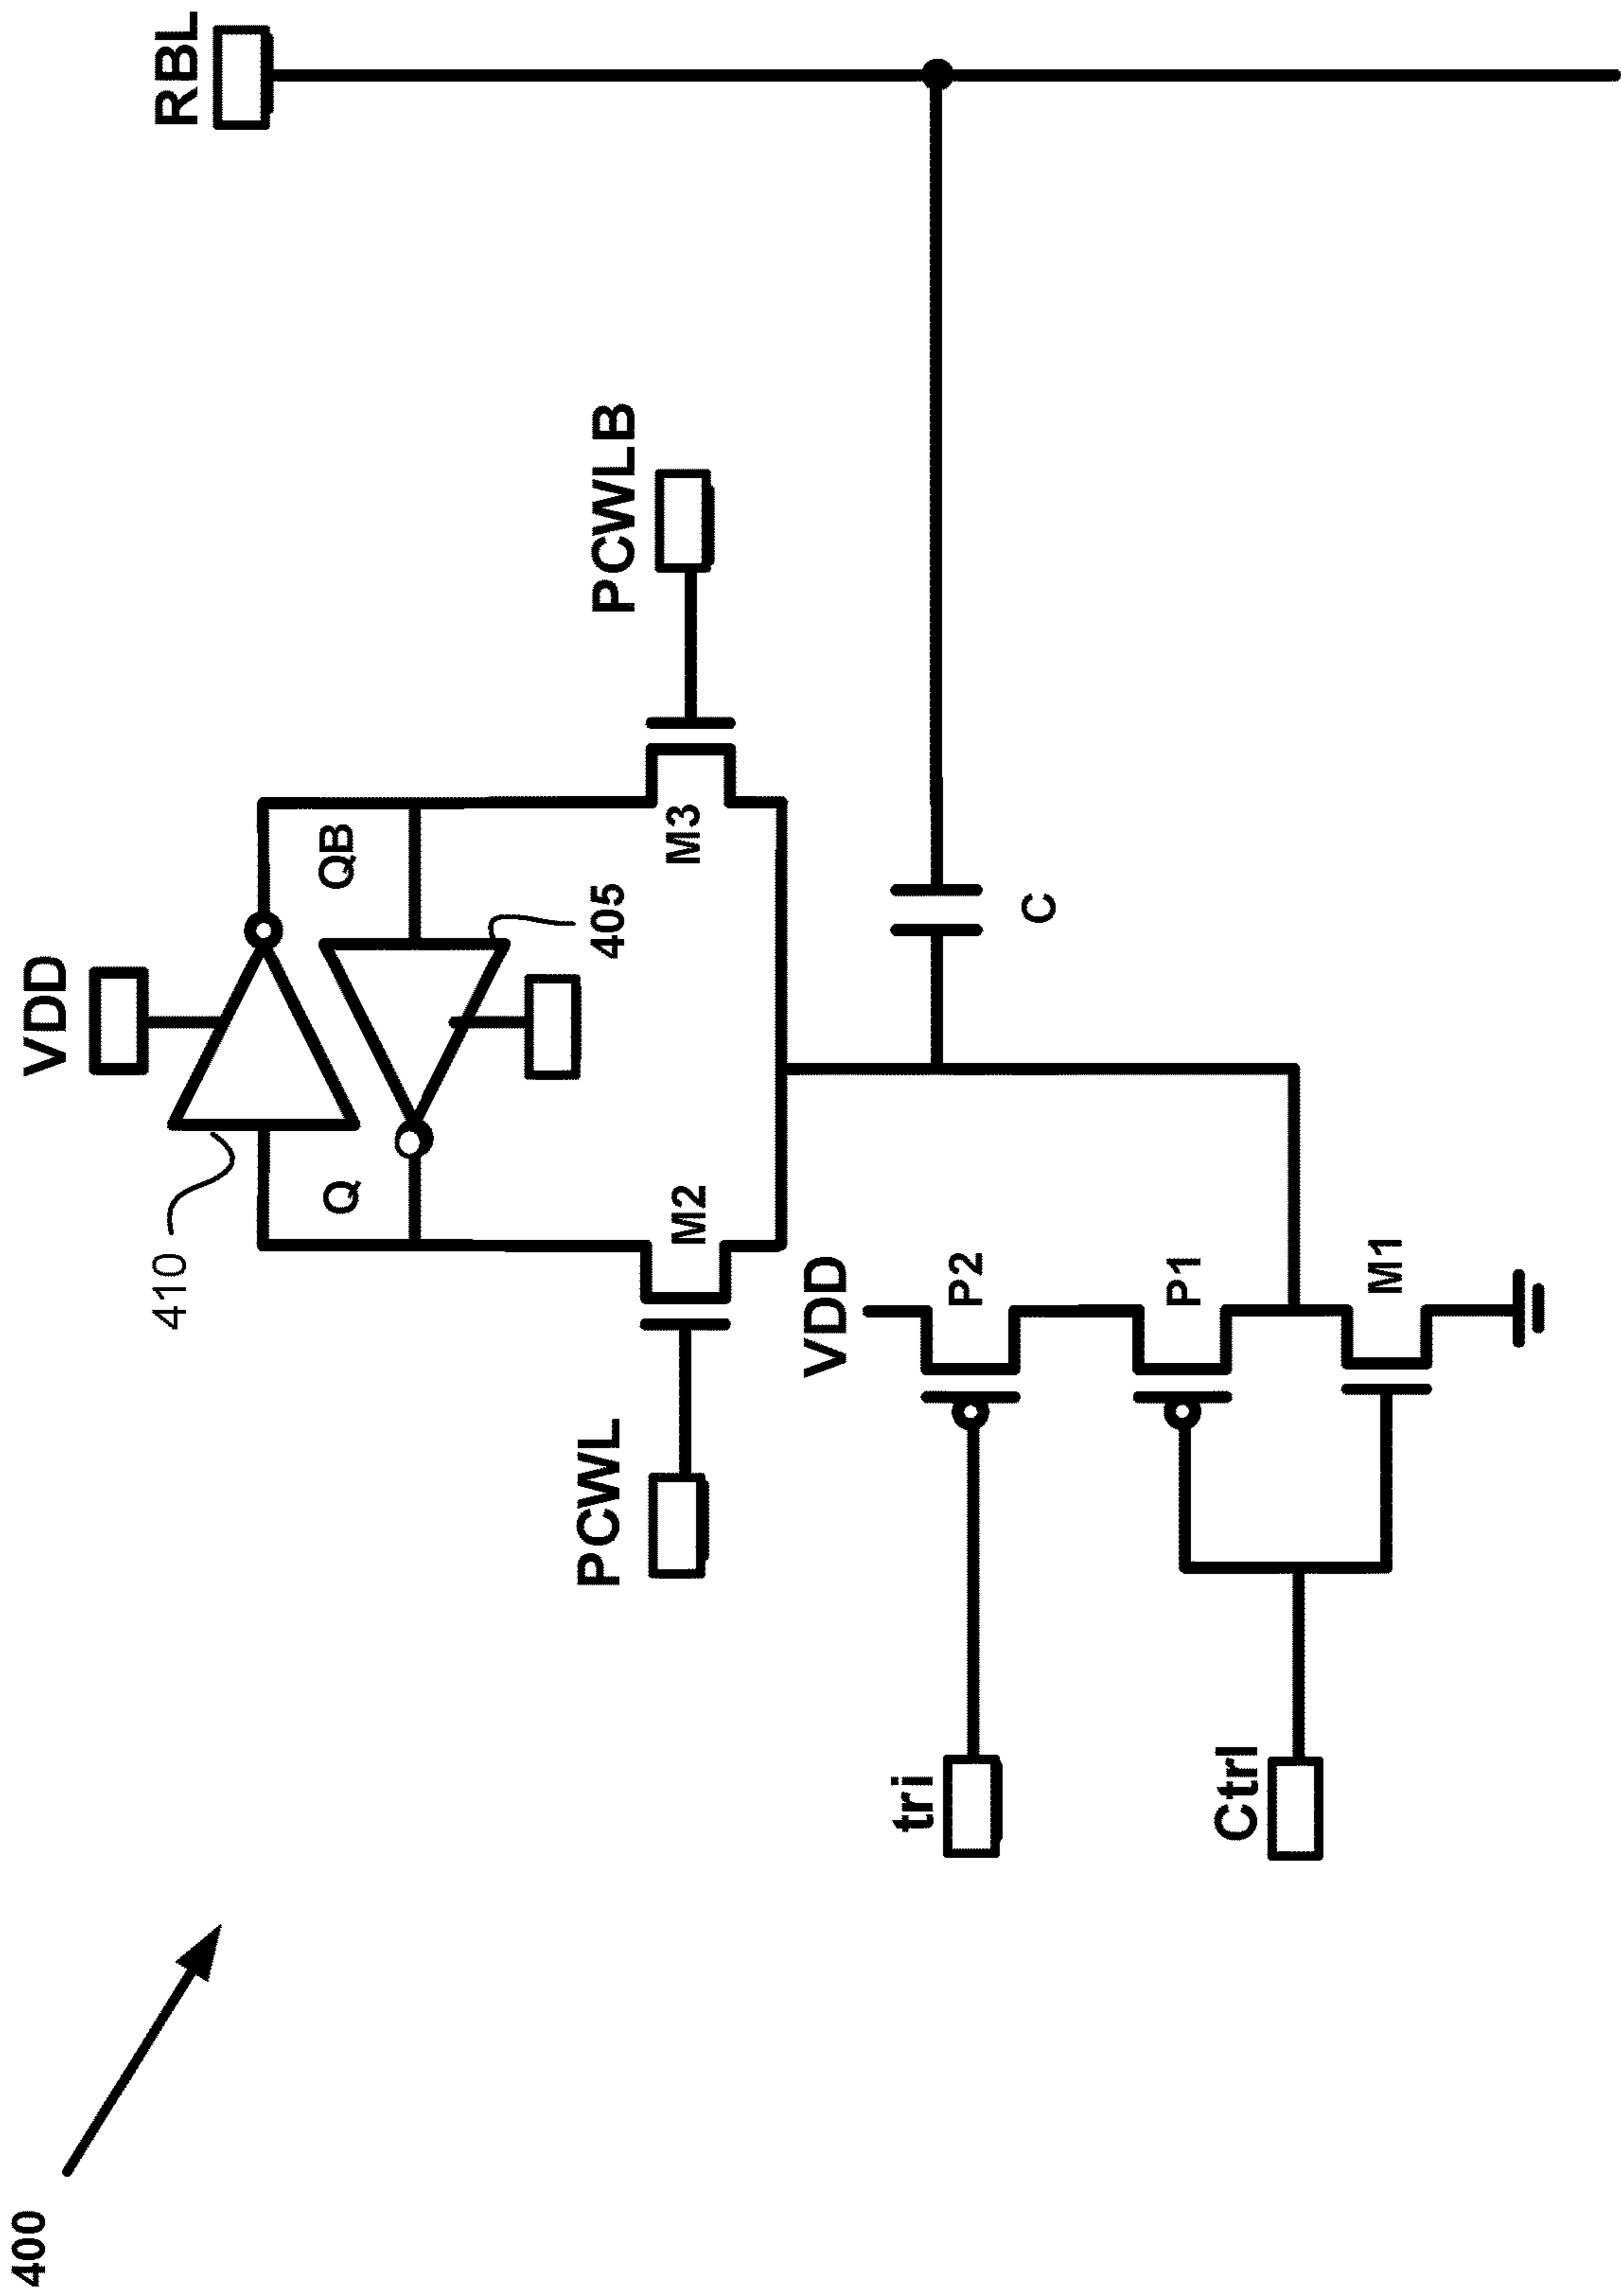 400
VDD
RBL
410
Q
QB
405
PCWL
M2
M3
PCWLB
VDD
tri
P2
C
Ctrl
P1
M1